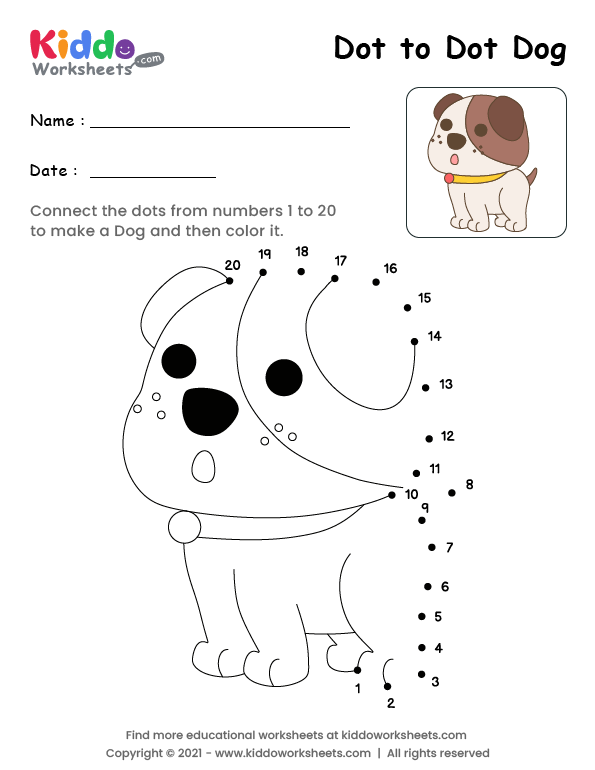 Kiddo
Worksheets.com
Dot to Dot Dog
Name :
Date :
Connect the dots from numbers 1 to 20
to make a Dog and then color it.
20
19
18
17
16
15
14
13
12
11
10
9
8
7
6
5
4
3
2
1
Find more educational worksheets at kiddoworksheets.com
Copyright © 2021 - www.kiddoworksheets.com | All rights reserved